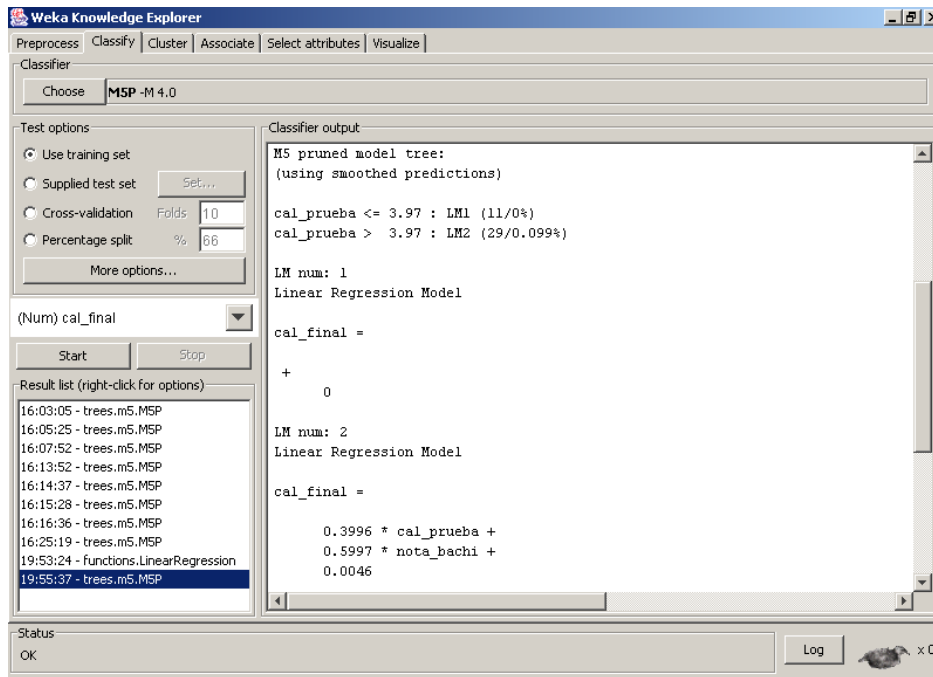 Weka Knowledge Explorer
Preprocess Classify Cluster Associate Select attributes Visualize
Classifier
Choose M5P -M 4.0
Test options
Use training set
Supplied test set Set...
Cross-validation Folds 10
Percentage split % 66
More options...
(Num) cal_final
Start Stop
Result list (right-click for options)
16:03:05 - trees.m5.M5P
16:05:25 - trees.m5.M5P
16:07:52 - trees.m5.M5P
16:13:52 - trees.m5.M5P
16:14:37 - trees.m5.M5P
16:15:28 - trees.m5.M5P
16:16:36 - trees.m5.M5P
16:25:19 - trees.m5.M5P
19:53:24 - functions.LinearRegression
19:55:37 - trees.m5.M5P
Classifier output
M5 pruned model tree:
(using smoothed predictions)
cal_prueba <= 3.97 : LM1 (11/0%)
cal_prueba > 3.97 : LM2 (29/0.099%)
LM num: 1
Linear Regression Model
cal_final =
+
0
LM num: 2
Linear Regression Model
cal_final =
0.3996 * cal_prueba +
0.5997 * nota_bachi +
0.0046
Status
OK
Log x 0